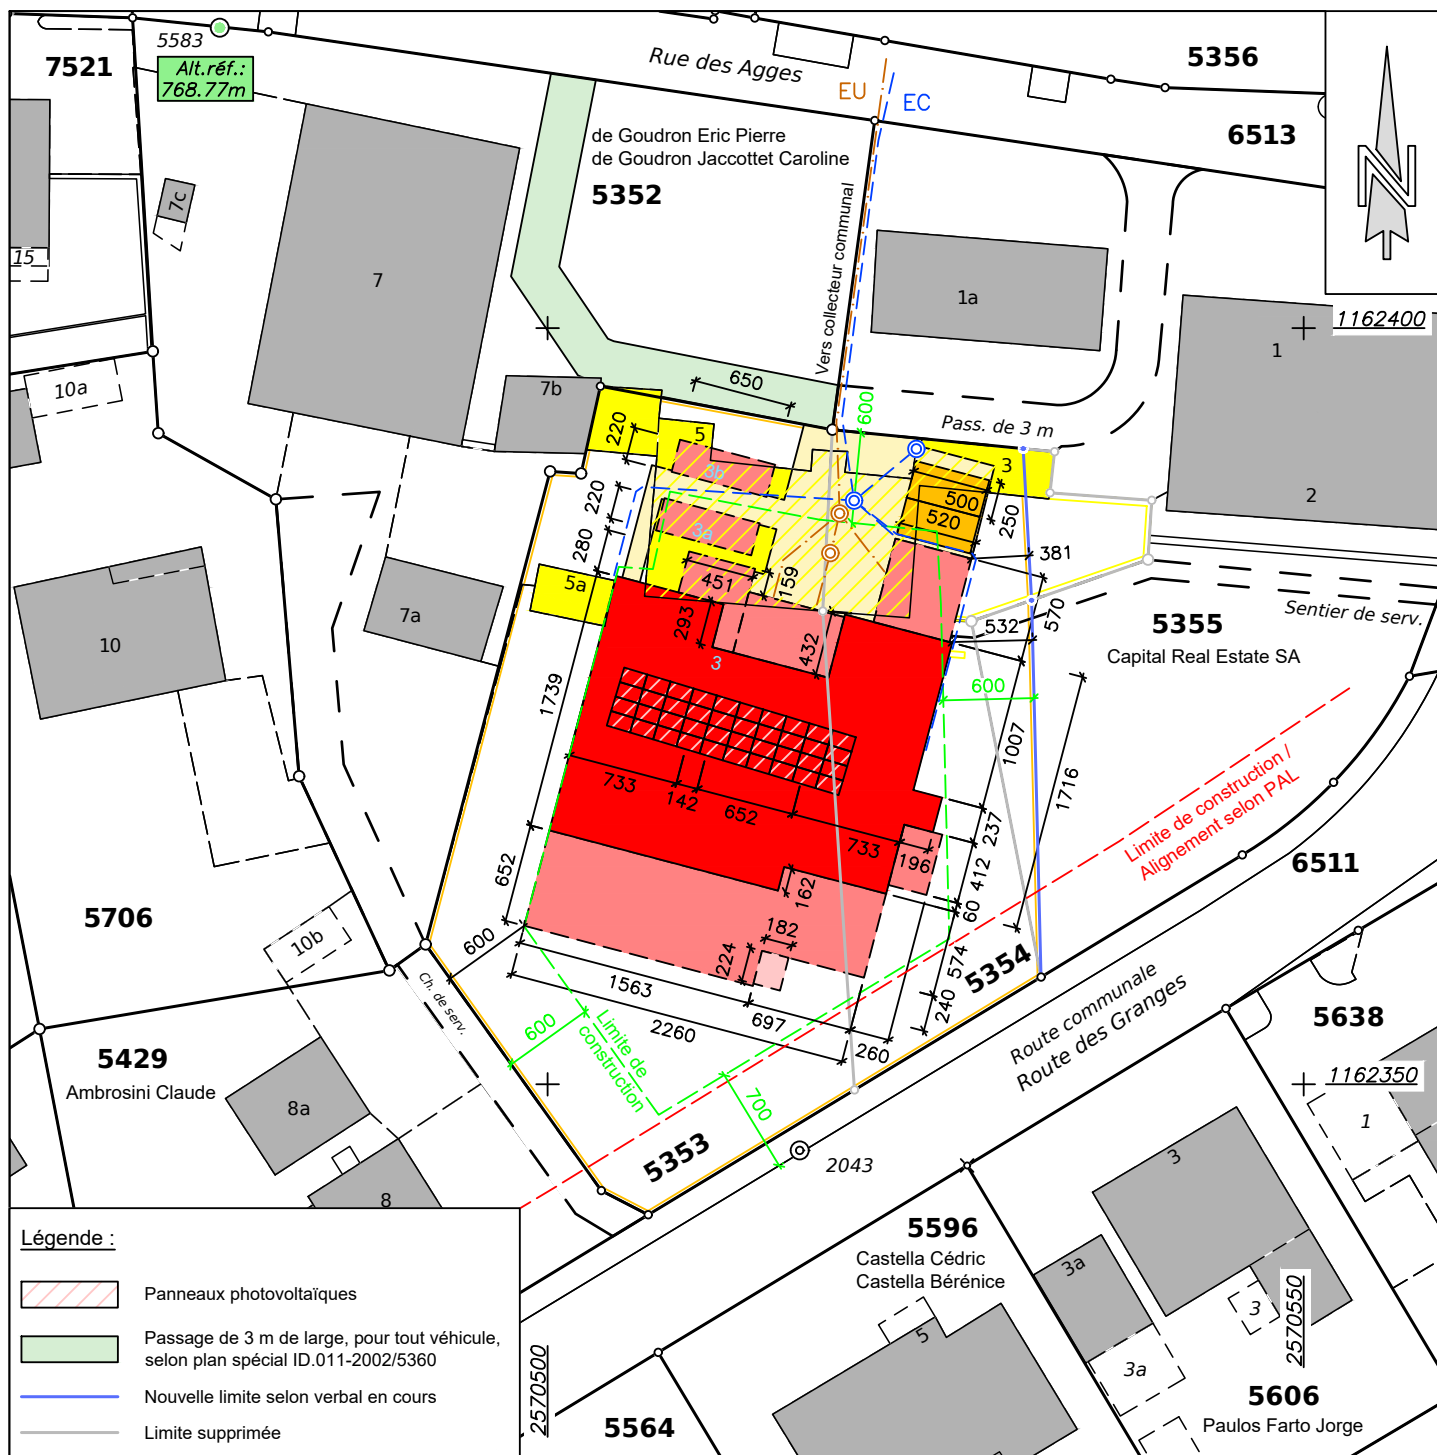 7521
5583
Alt.réf.:
768.77m
Rue des Agges
5356
EU
EC
6513
de Goudron Eric Pierre
de Goudron Jaccottet Caroline
5352
Vers collecteur communal
7c
15
7
1a
1
1162400
10a
7b
650
600
Pass. de 3 m
2
220
5
3b
3
220
3a
500
520
250
280
381
5a
451
159
7a
293
432
532
570
5355
Capital Real Estate SA
Sentier de serv.
10
3
1739
600
1007
1716
733
142
652
733
196
237
412
60
Limite de construction /
Alignement selon PAL
6511
652
162
5706
10b
600
182
224
574
240
5354
Ch. de serv.
1563
697
2260
260
600
Limite de
construction
Route communale
Route des Granges
5638
5429
Ambrosini Claude
8a
8
700
1162350
1
5353
2043
3
5596
Castella Cédric
Castella Bérénice
3a
3
5
3a
2570550
2570500
5606
Paulos Farto Jorge
5564
Légende :
Panneaux photovoltaïques
Passage de 3 m de large, pour tout véhicule,
selon plan spécial ID.011-2002/5360
Nouvelle limite selon verbal en cours
Limite supprimée